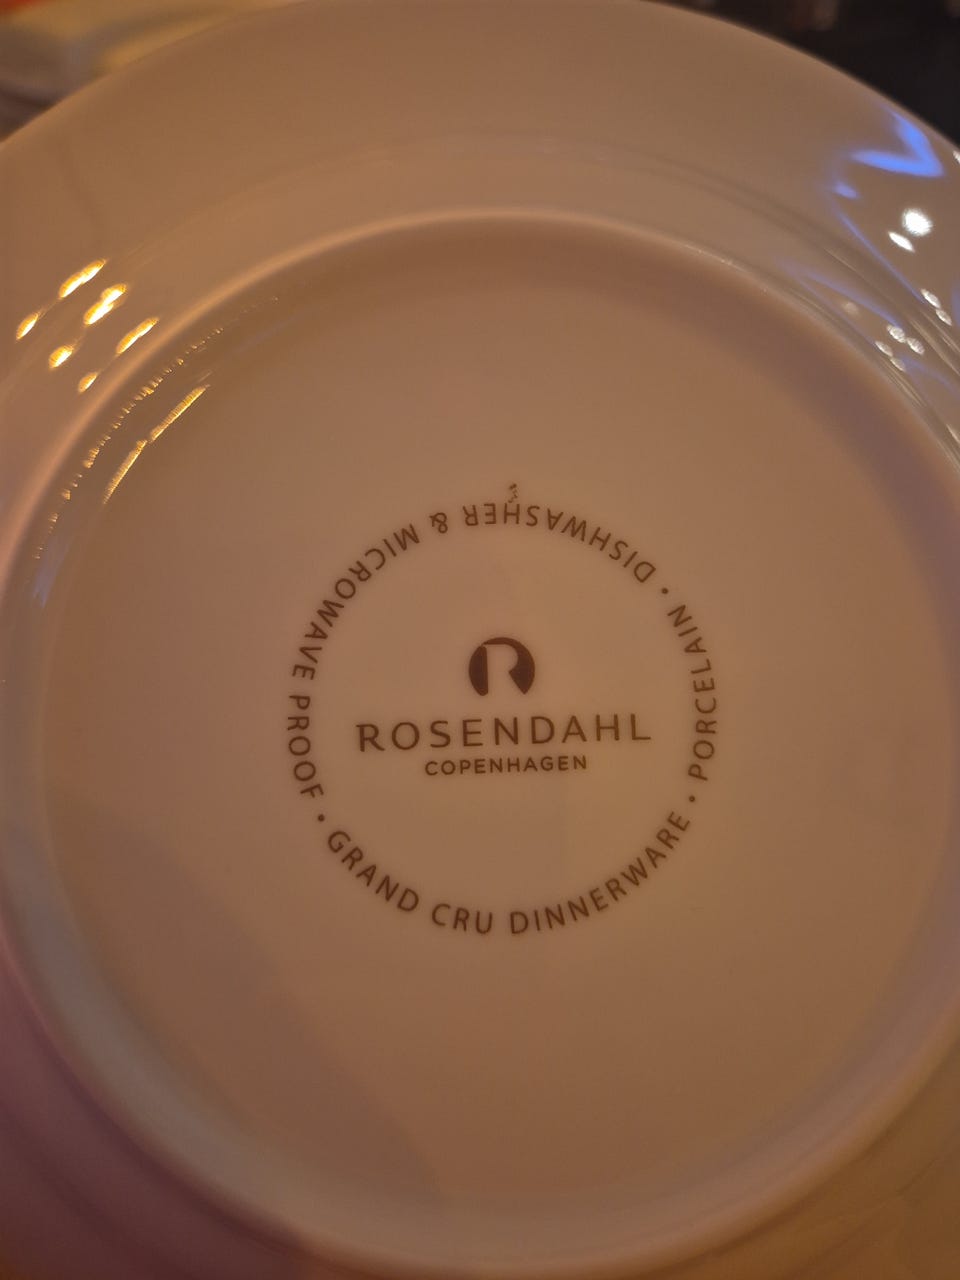 R
ROSENDAHL
COPENHAGEN
GRAND CRU DINNERWARE • PORCELAIN • DISHWASHER & MICROWAVE PROOF •